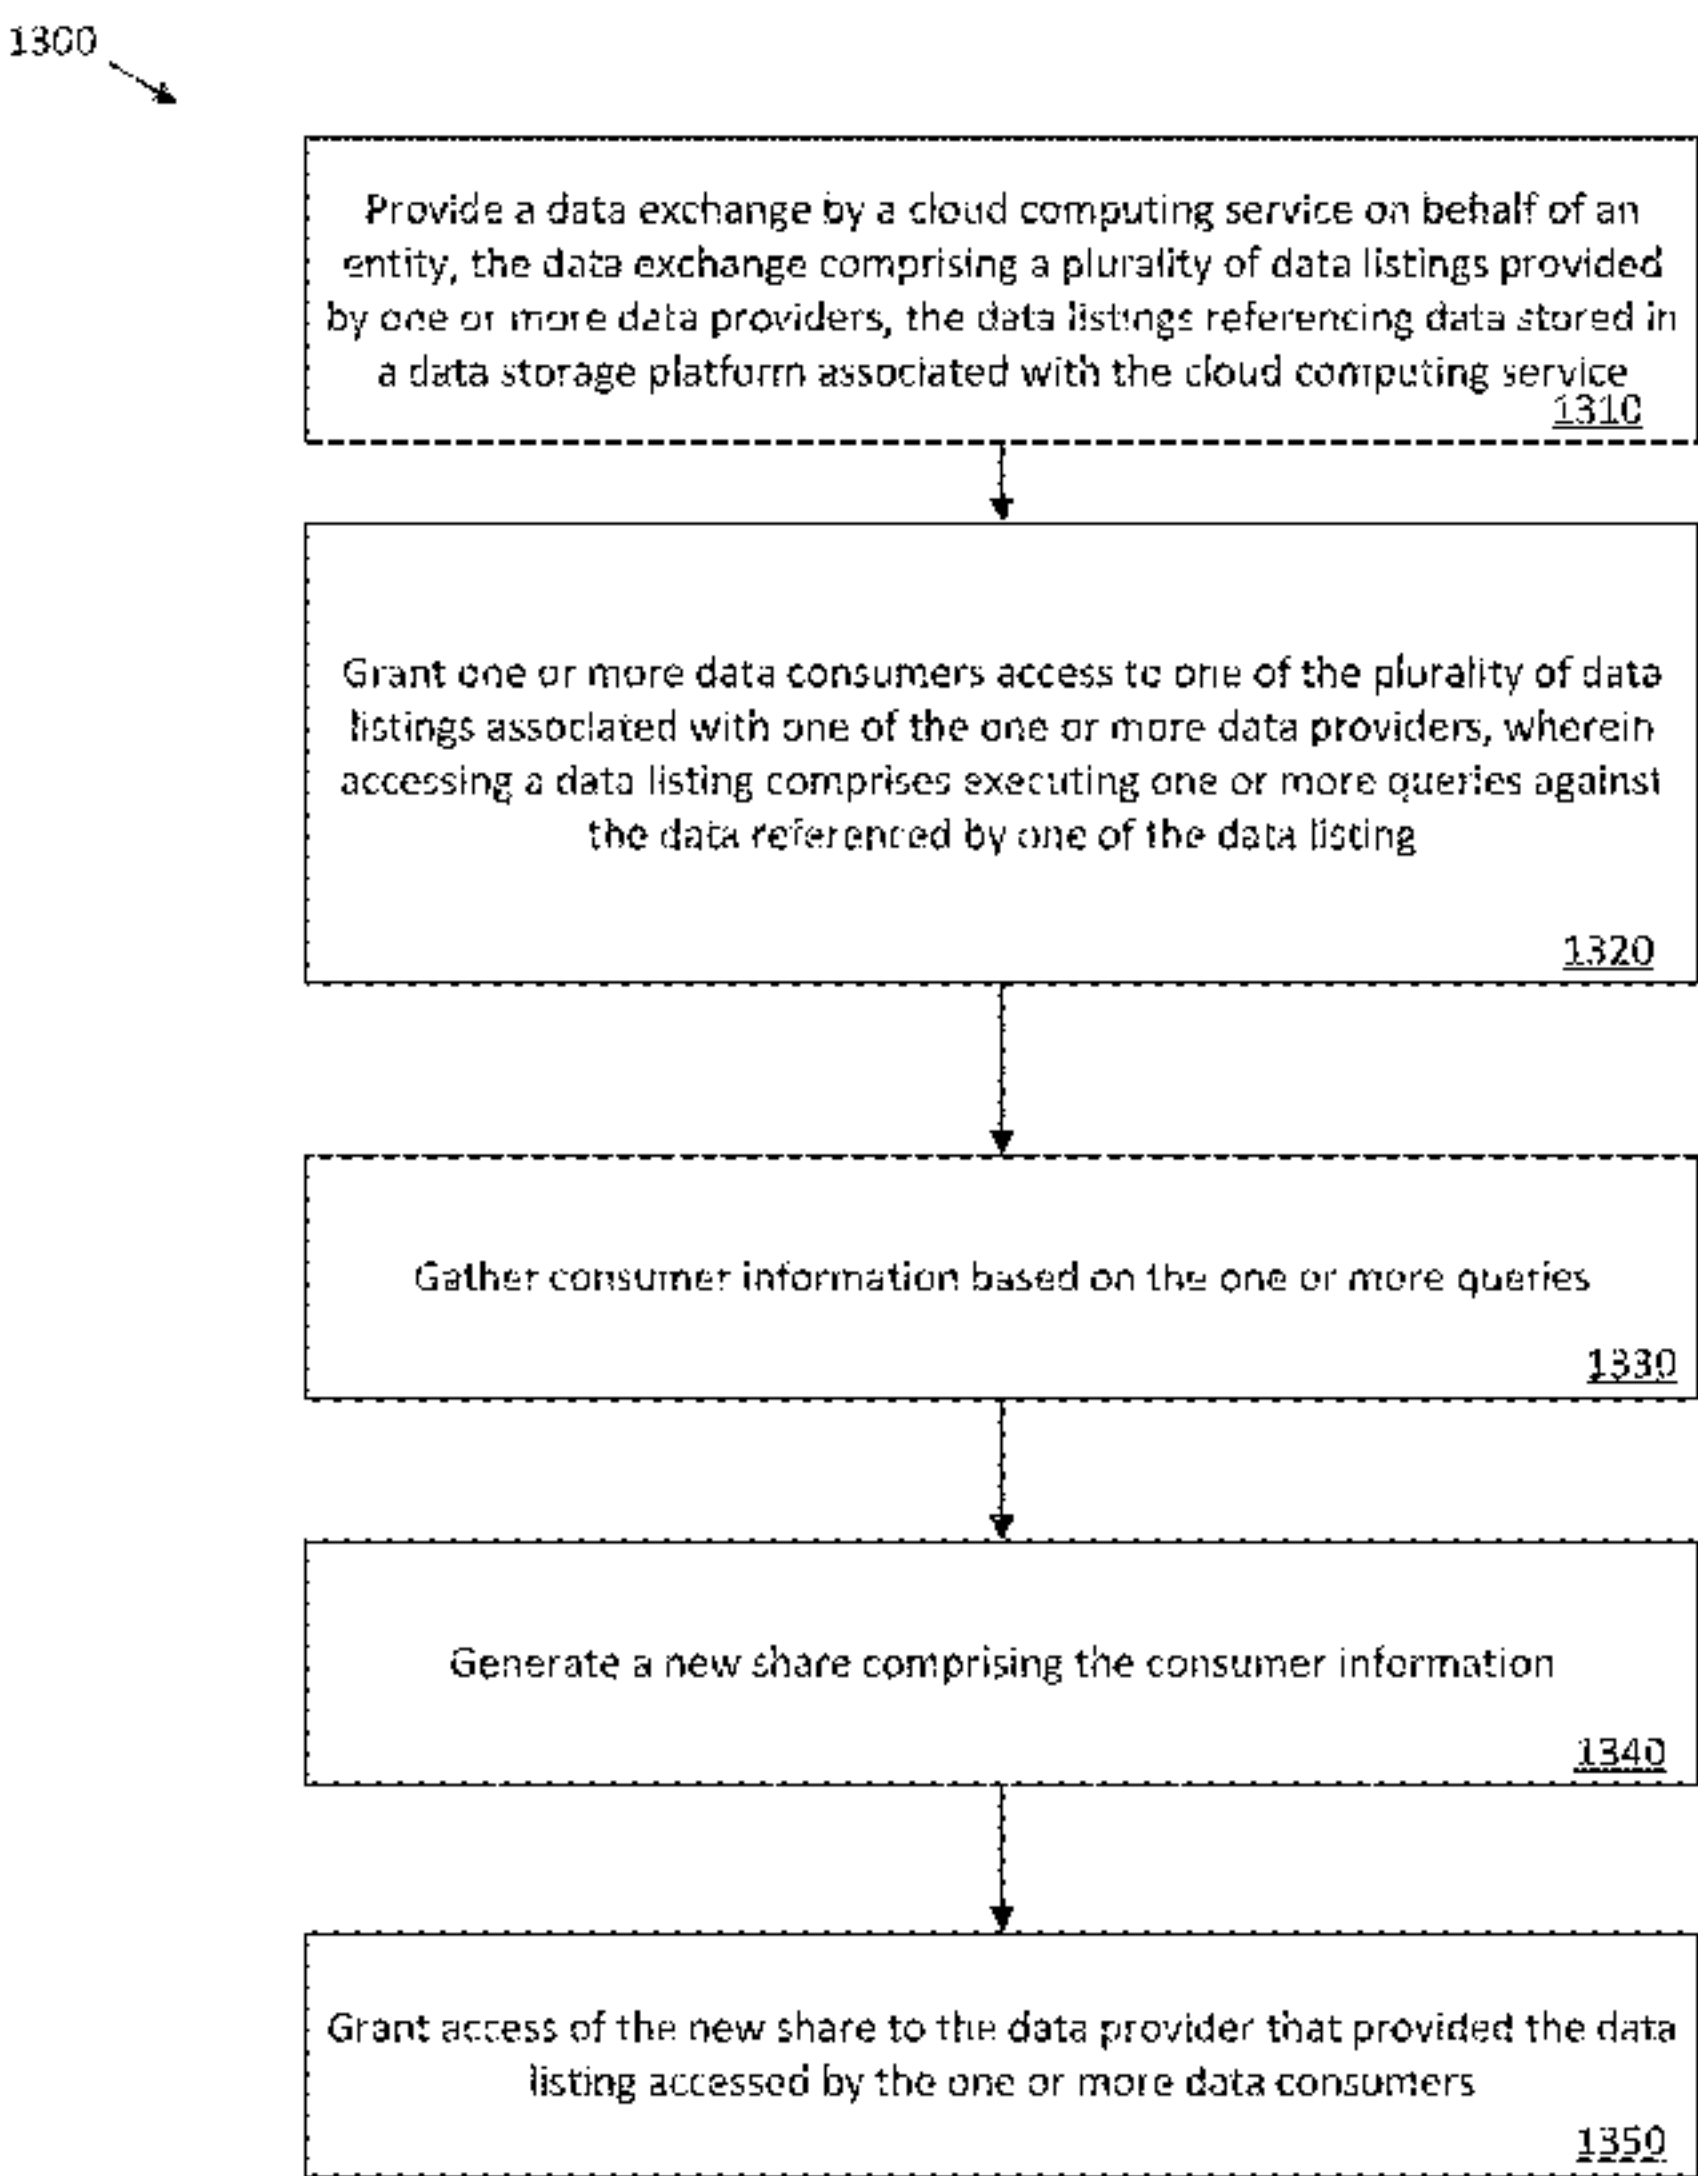 1300
Provide a data exchange by a cloud computing service on behalf of an
entity, the data exchange comprising a plurality of data listings provided
by one or more data providers, the data listings referencing data stored in
a data storage platform associated with the cloud computing service
1310
Grant one or more data consumers access to one of the plurality of data
listings associated with one of the one or more data providers, wherein
accessing a data listing comprises executing one or more queries against
the data referenced by one of the data listing
1320
Gather consumer information based on the one or more queries
1330
Generate a new share comprising the consumer information
1340
Grant access of the new share to the data provider that provided the data
listing accessed by the one or more data consumers
1350